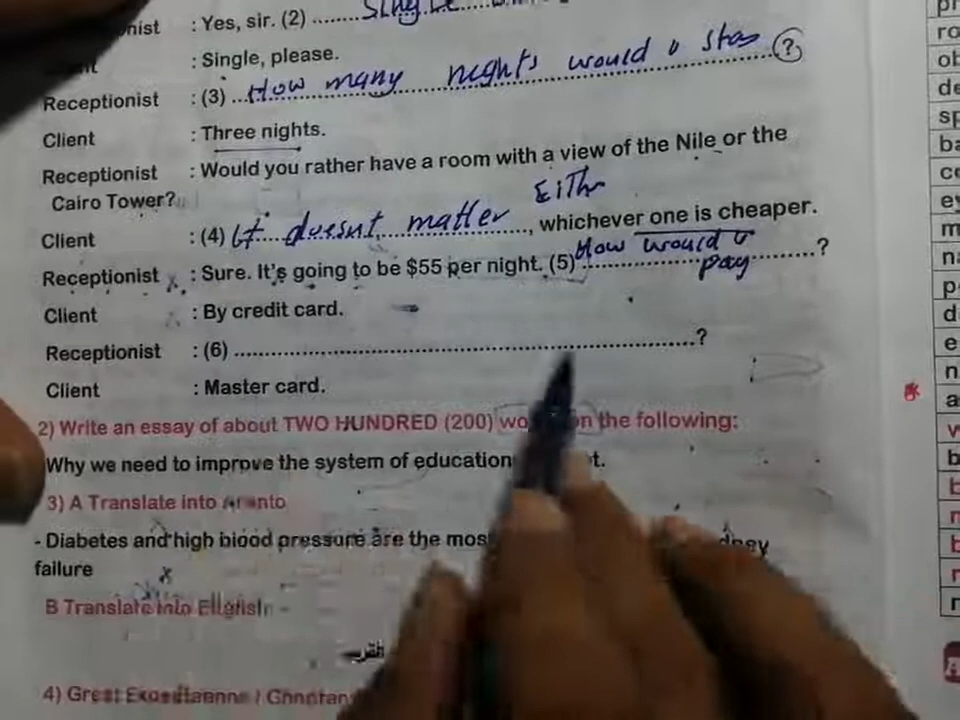 : Yes, sir. (2) ........
: Single, please.
Receptionist : (3) How many nights would u stay (?)
Client : Three nights.
Receptionist : Would you rather have a room with a view of the Nile or the
Cairo Tower?
Client : (4) It doesn't matter Either , whichever one is cheaper.
Receptionist : Sure. It's going to be $55 per night. (5) How would u pay ?
Client : By credit card.
Receptionist : (6) ........?
Client : Master card.
2) Write an essay of about TWO HUNDRED (200) on the following:
Why we need to improve the system of education
3) A Translate into
- Diabetes and high blood pressure are the
failure
B Translate into
4) Great